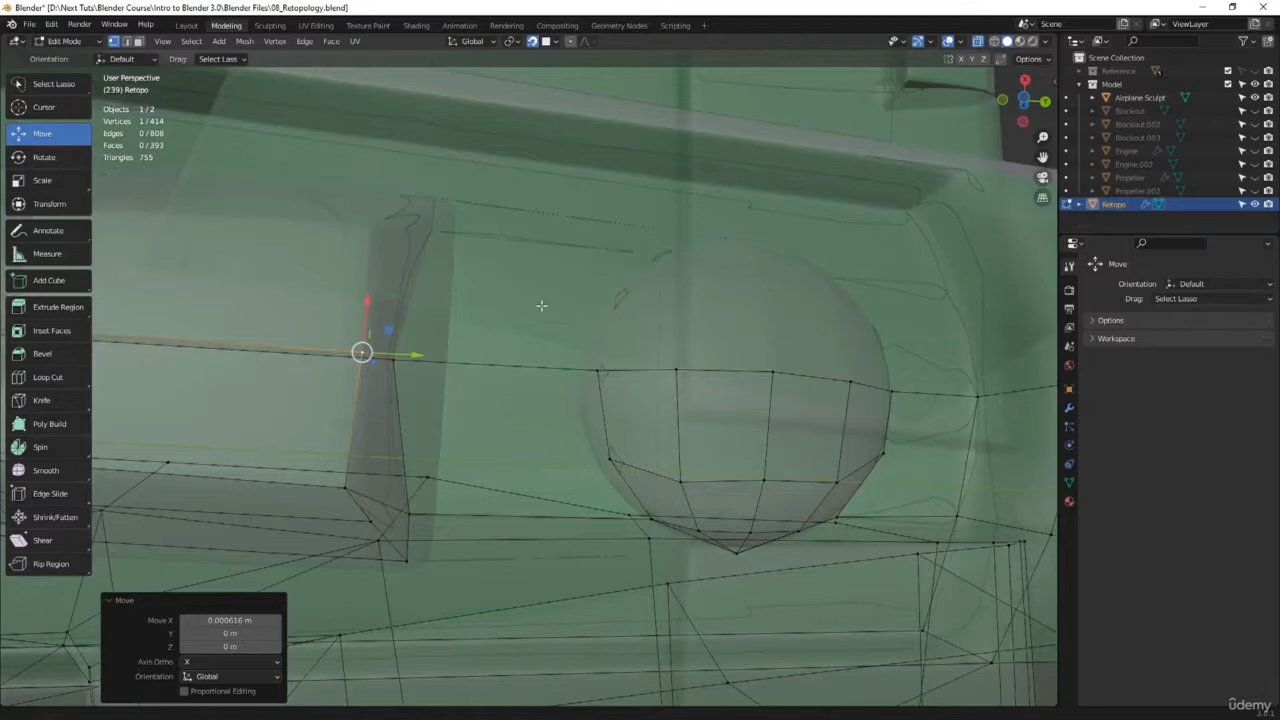 Blender* [D:\Next Tuts\Blender Course\Intro to Blender 3.0\Blender Files\08_Retopology.blend]
File Edit Render Window Help Layout Modeling Sculpting UV Editing Texture Paint Shading Animation Rendering Compositing Geometry Nodes Scripting Scene ViewLayer
Edit Mode View Select Add Mesh Vertex Edge Face UV Global
Orientation: Default Drag: Select Lasso X Y Z Options
User Perspective
(239) Retopo
Objects 1/2
Vertices 1/414
Edges 0/808
Faces 0/393
Triangles 755
Select Lasso
Cursor
Move
Rotate
Scale
Transform
Annotate
Measure
Add Cube
Extrude Region
Inset Faces
Bevel
Loop Cut
Knife
Poly Build
Spin
Smooth
Edge Slide
Shrink/Fatten
Shear
Rip Region
Move
Move X 0.000616 m
Y 0 m
Z 0 m
Axis Ortho X
Orientation Global
Proportional Editing
X
Y
Scene Collection
Reference
Model
Airplane Sculpt
Blockout
Blockout.002
Blockout.003
Engine
Engine.002
Propeller
Propeller.002
Retopo
Move
Orientation Default
Drag: Select Lasso
Options
Workspace
ûdemy
3.0.1